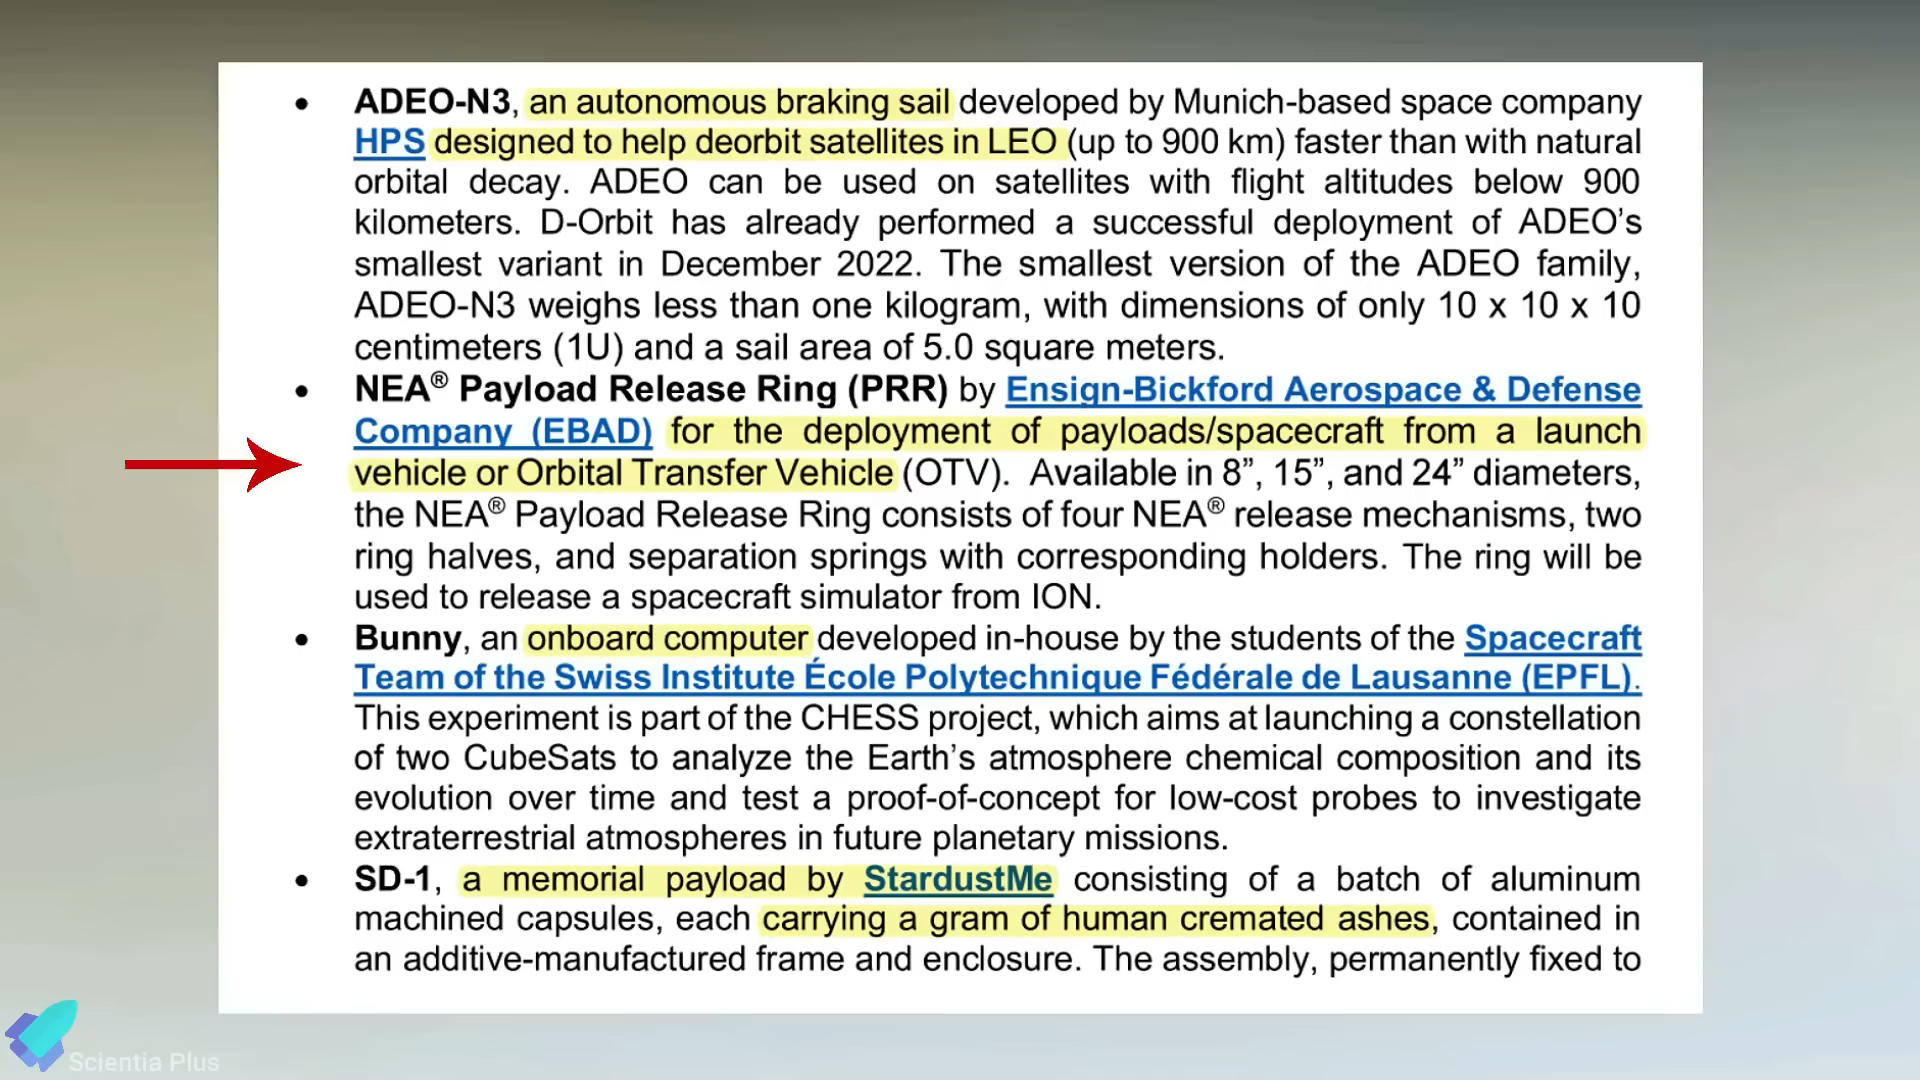 • ADEO-N3, an autonomous braking sail developed by Munich-based space company
HPS designed to help deorbit satellites in LEO (up to 900 km) faster than with natural
orbital decay. ADEO can be used on satellites with flight altitudes below 900
kilometers. D-Orbit has already performed a successful deployment of ADEO’s
smallest variant in December 2022. The smallest version of the ADEO family,
ADEO-N3 weighs less than one kilogram, with dimensions of only 10 x 10 x 10
centimeters (1U) and a sail area of 5.0 square meters.
• NEA® Payload Release Ring (PRR) by Ensign-Bickford Aerospace & Defense
Company (EBAD) for the deployment of payloads/spacecraft from a launch
vehicle or Orbital Transfer Vehicle (OTV). Available in 8”, 15”, and 24” diameters,
the NEA® Payload Release Ring consists of four NEA® release mechanisms, two
ring halves, and separation springs with corresponding holders. The ring will be
used to release a spacecraft simulator from ION.
• Bunny, an onboard computer developed in-house by the students of the Spacecraft
Team of the Swiss Institute École Polytechnique Fédérale de Lausanne (EPFL).
This experiment is part of the CHESS project, which aims at launching a constellation
of two CubeSats to analyze the Earth’s atmosphere chemical composition and its
evolution over time and test a proof-of-concept for low-cost probes to investigate
extraterrestrial atmospheres in future planetary missions.
• SD-1, a memorial payload by StardustMe consisting of a batch of aluminum
machined capsules, each carrying a gram of human cremated ashes, contained in
an additive-manufactured frame and enclosure. The assembly, permanently fixed to
Scientia Plus